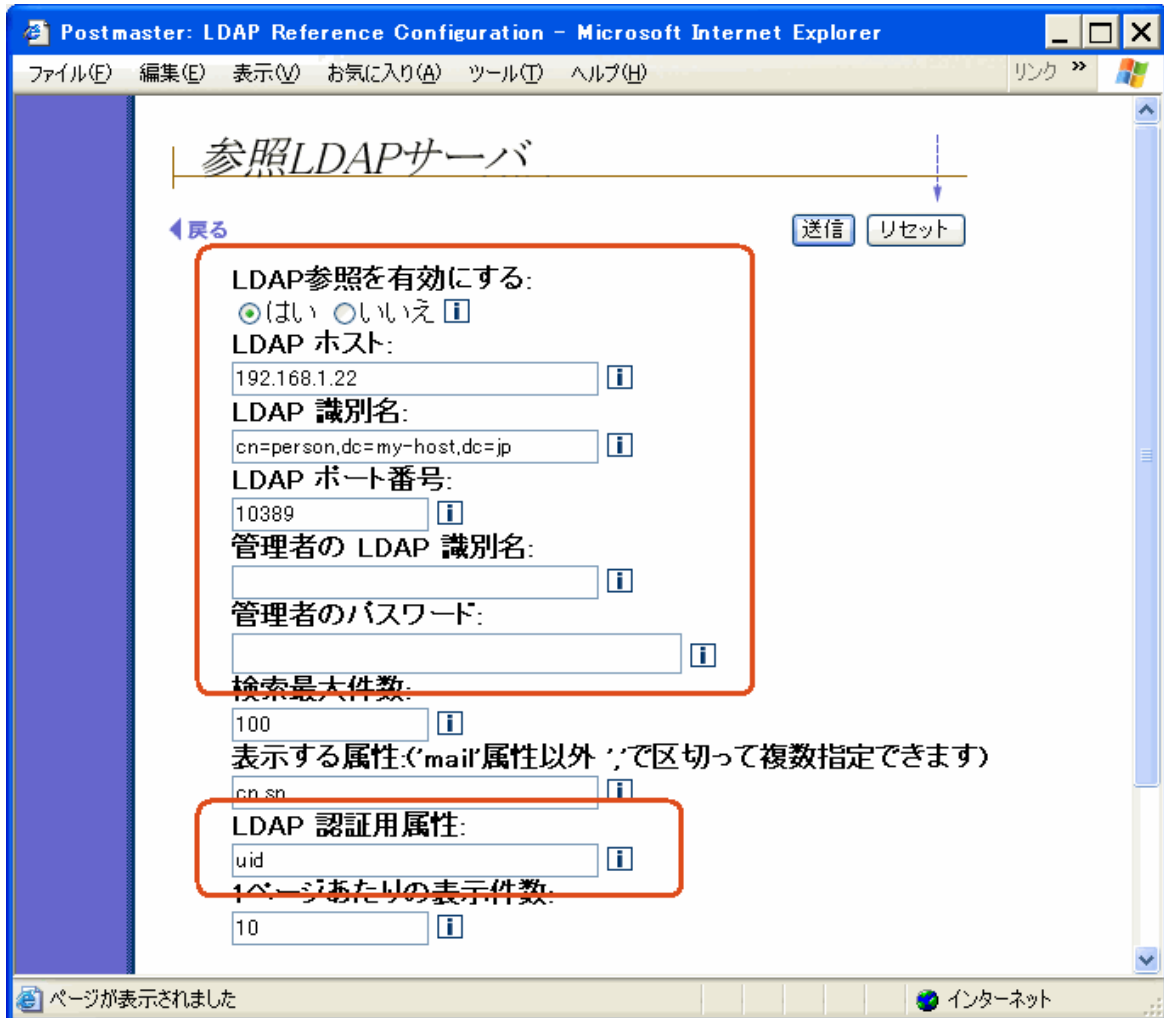 Postmaster: LDAP Reference Configuration - Microsoft Internet Explorer
ファイル(F) 編集(E) 表示(V) お気に入り(A) ツール(T) ヘルプ(H) リンク »
参照LDAPサーバ
戻る 送信 リセット
LDAP参照を有効にする:
はい いいえ i
LDAP ホスト:
192.168.1.22 i
LDAP 識別名:
cn=person,dc=my-host,dc=jp i
LDAP ポート番号:
10389 i
管理者の LDAP 識別名:
i
管理者のパスワード:
i
検索最大件数:
100 i
表示する属性:('mail'属性以外 ','で区切って複数指定できます)
cn,sn i
LDAP 認証用属性:
uid i
1ページあたりの表示件数:
10 i
ページが表示されました インターネット